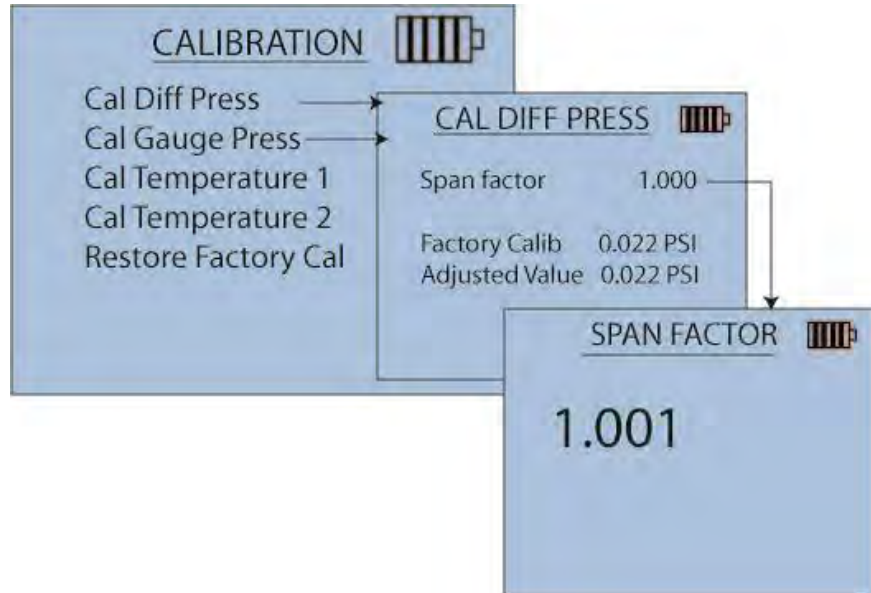 CALIBRATION
Cal Diff Press
Cal Gauge Press
Cal Temperature 1
Cal Temperature 2
Restore Factory Cal
CAL DIFF PRESS
Span factor 1.000
Factory Calib 0.022 PSI
Adjusted Value 0.022 PSI
SPAN FACTOR
1.001